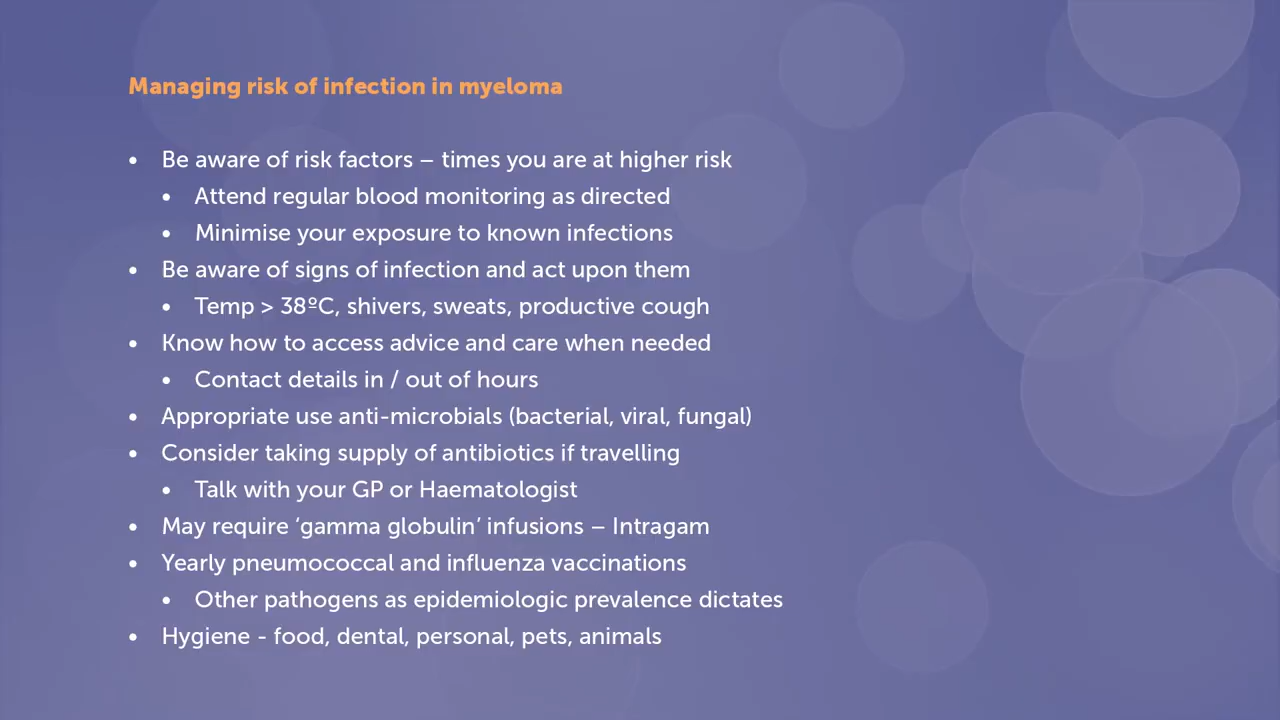 Managing risk of infection in myeloma
• Be aware of risk factors – times you are at higher risk
• Attend regular blood monitoring as directed
• Minimise your exposure to known infections
• Be aware of signs of infection and act upon them
• Temp > 38ºC, shivers, sweats, productive cough
• Know how to access advice and care when needed
• Contact details in / out of hours
• Appropriate use anti-microbials (bacterial, viral, fungal)
• Consider taking supply of antibiotics if travelling
• Talk with your GP or Haematologist
• May require ‘gamma globulin’ infusions – Intragam
• Yearly pneumococcal and influenza vaccinations
• Other pathogens as epidemiologic prevalence dictates
• Hygiene - food, dental, personal, pets, animals